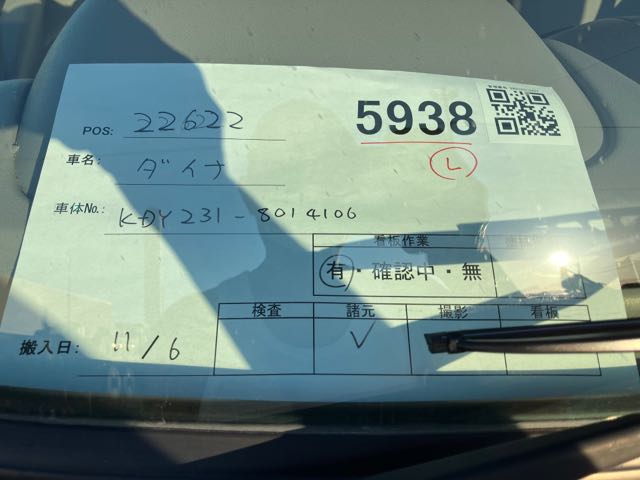 5938
POS: 22622
L
車名: ダイナ
車体No.: KDY231-8014106
看板作業
有・確認中・無
検査 諸元 撮影 看板
搬入日: 11/6 V